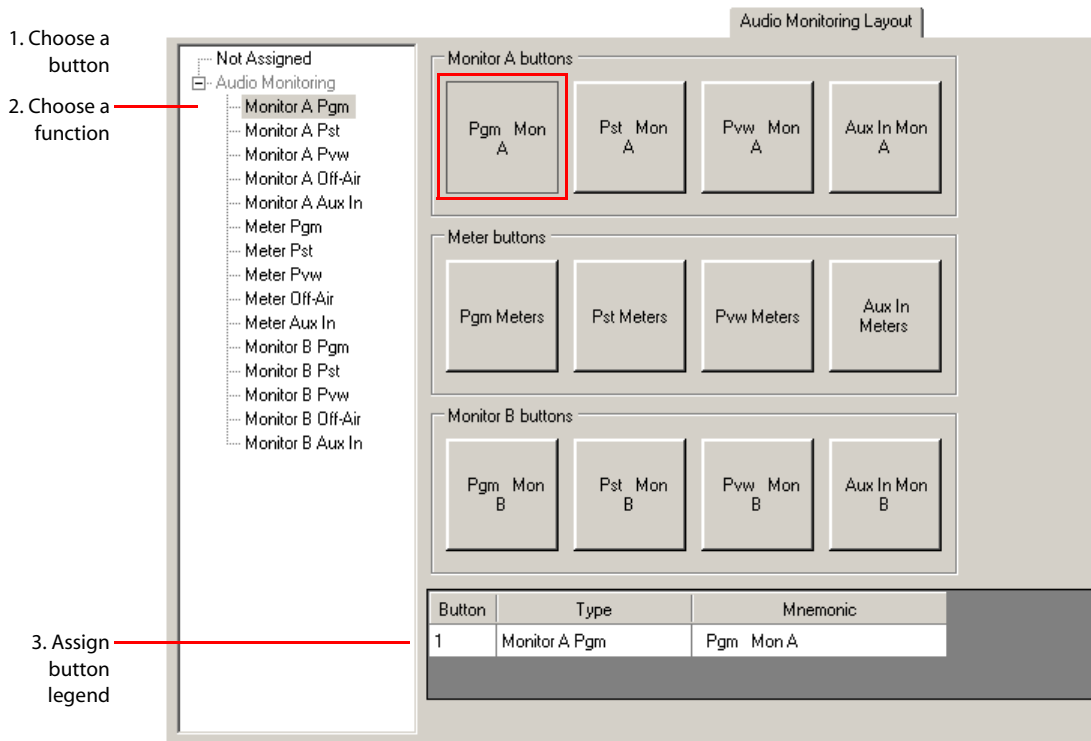 Audio Monitoring Layout
1. Choose a
button
2. Choose a
function
3. Assign
button
legend
Not Assigned
Audio Monitoring
Monitor A Pgm
Monitor A Pst
Monitor A Pvw
Monitor A Off-Air
Monitor A Aux In
Meter Pgm
Meter Pst
Meter Pvw
Meter Off-Air
Meter Aux In
Monitor B Pgm
Monitor B Pst
Monitor B Pvw
Monitor B Off-Air
Monitor B Aux In
Monitor A buttons
Pgm Mon
A
Pst Mon
A
Pvw Mon
A
Aux In Mon
A
Meter buttons
Pgm Meters
Pst Meters
Pvw Meters
Aux In
Meters
Monitor B buttons
Pgm Mon
B
Pst Mon
B
Pvw Mon
B
Aux In Mon
B
Button Type Mnemonic
1 Monitor A Pgm Pgm Mon A